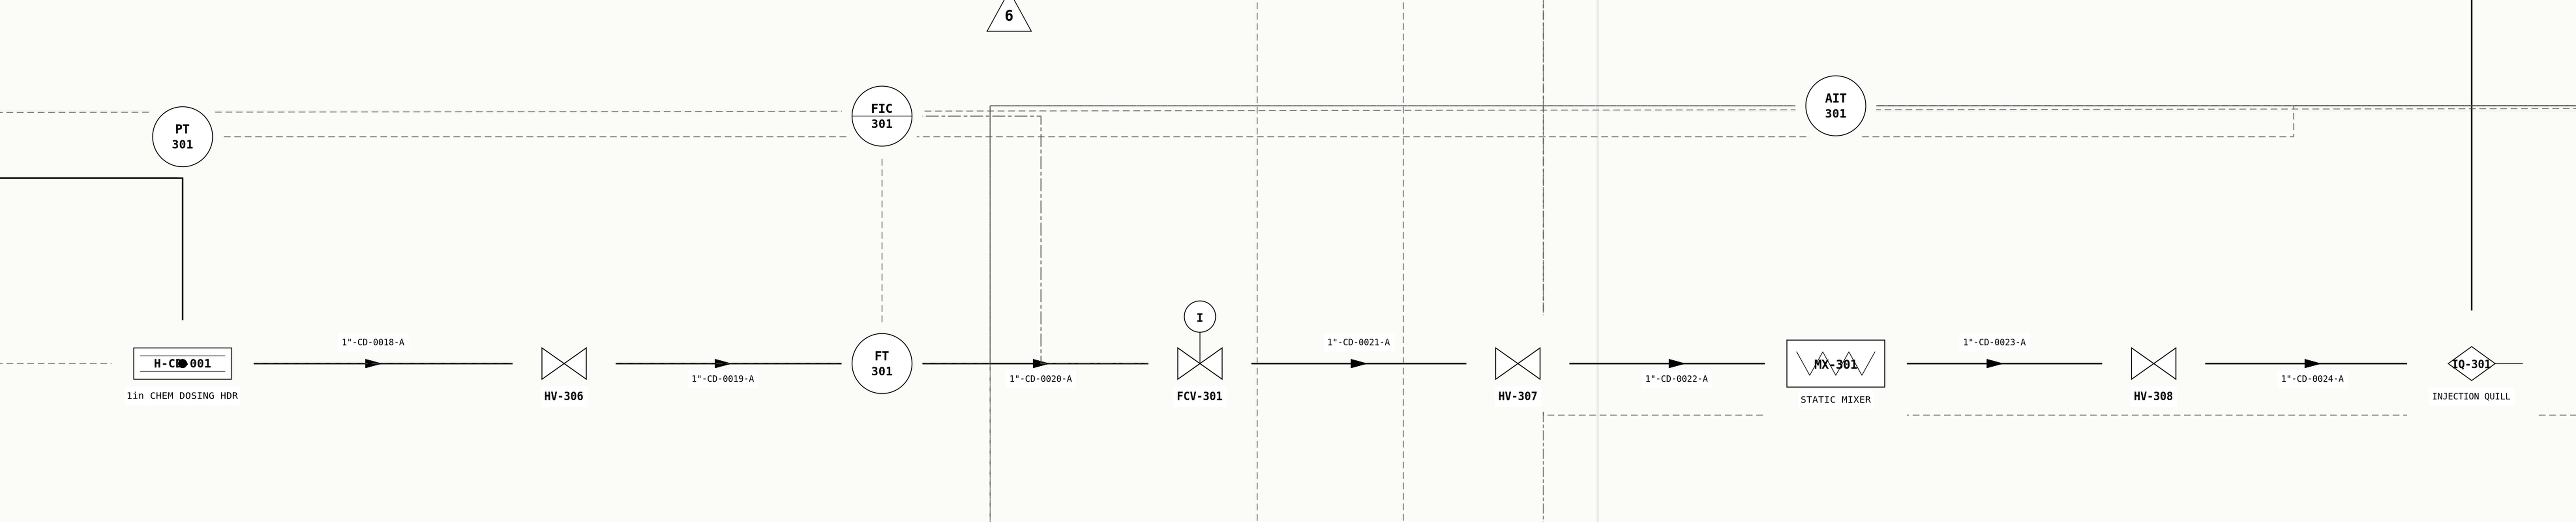 6
PT
301
FIC
301
AIT
301
I
1"-CD-0018-A
1"-CD-0021-A
1"-CD-0023-A
H-CD-001
FT
301
MX-301
IQ-301
1"-CD-0019-A
1"-CD-0020-A
1"-CD-0022-A
1"-CD-0024-A
1in CHEM DOSING HDR
HV-306
FCV-301
HV-307
STATIC MIXER
HV-308
INJECTION QUILL